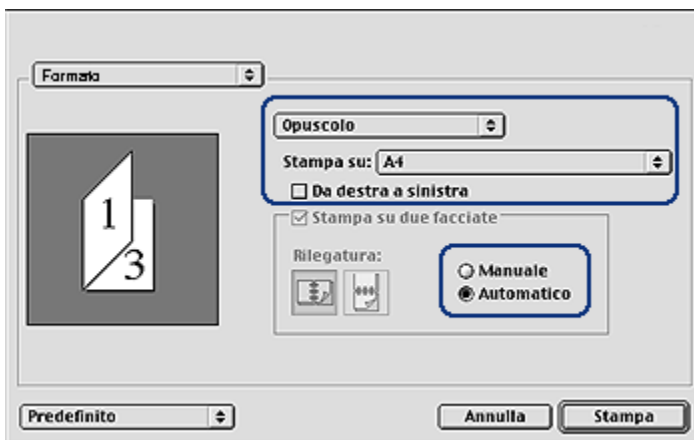 Formato
Opuscolo
Stampa su: A4
Da destra a sinistra
Stampa su due facciate
1
3
Rilegatura:
Manuale
Automatico
Predefinito
Annulla
Stampa